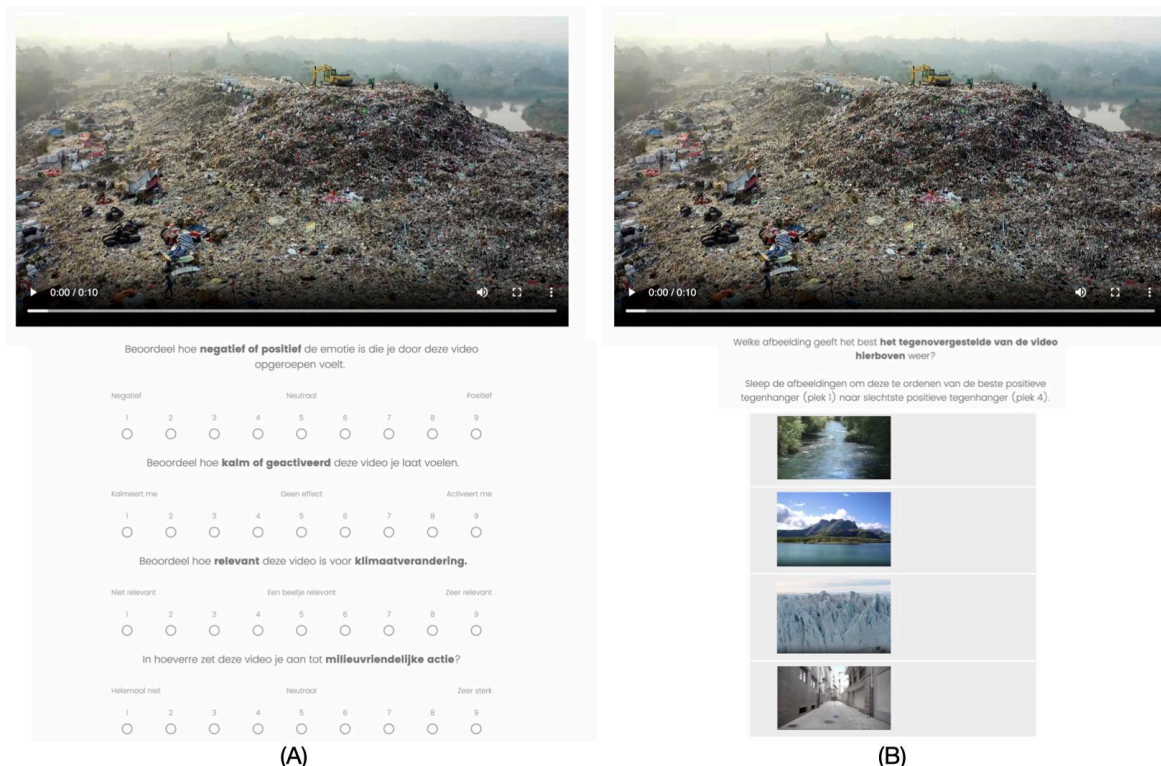 0:00 / 0:10
Beoordeel hoe negatief of positief de emotie is die je door deze video
opgeroepen voelt.
Negatief Neutraal Positief
1 2 3 4 5 6 7 8 9
Beoordeel hoe kalm of geactiveerd deze video je laat voelen.
Kalmeert me Geen effect Activeert me
1 2 3 4 5 6 7 8 9
Beoordeel hoe relevant deze video is voor klimaatverandering.
Niet relevant Een beetje relevant Zeer relevant
1 2 3 4 5 6 7 8 9
In hoeverre zet deze video je aan tot milieuvriendelijke actie?
Helemaal niet Neutraal Zeer sterk
1 2 3 4 5 6 7 8 9
(A)
0:00 / 0:10
Welke afbeelding geeft het best het tegenovergestelde van de video
hierboven weer?
Sleep de afbeeldingen om deze te ordenen van de beste positieve
tegenhanger (plek 1) naar slechtste positieve tegenhanger (plek 4).
(B)